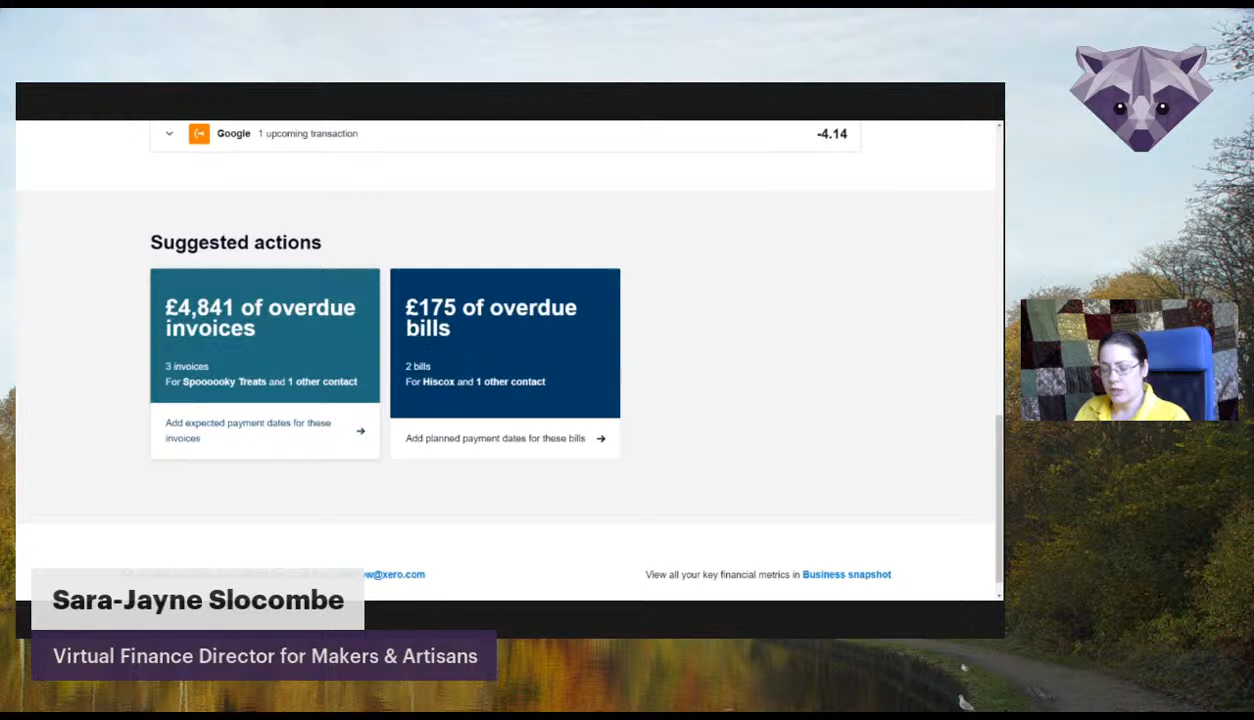 Google 1 upcoming transaction -4.14
Suggested actions
£4,841 of overdue
invoices
3 invoices
For Spoooooky Treats and 1 other contact
Add expected payment dates for these
invoices
£175 of overdue
bills
2 bills
For Hiscox and 1 other contact
Add planned payment dates for these bills
w@xero.com
View all your key financial metrics in Business snapshot
Sara-Jayne Slocombe
Virtual Finance Director for Makers & Artisans